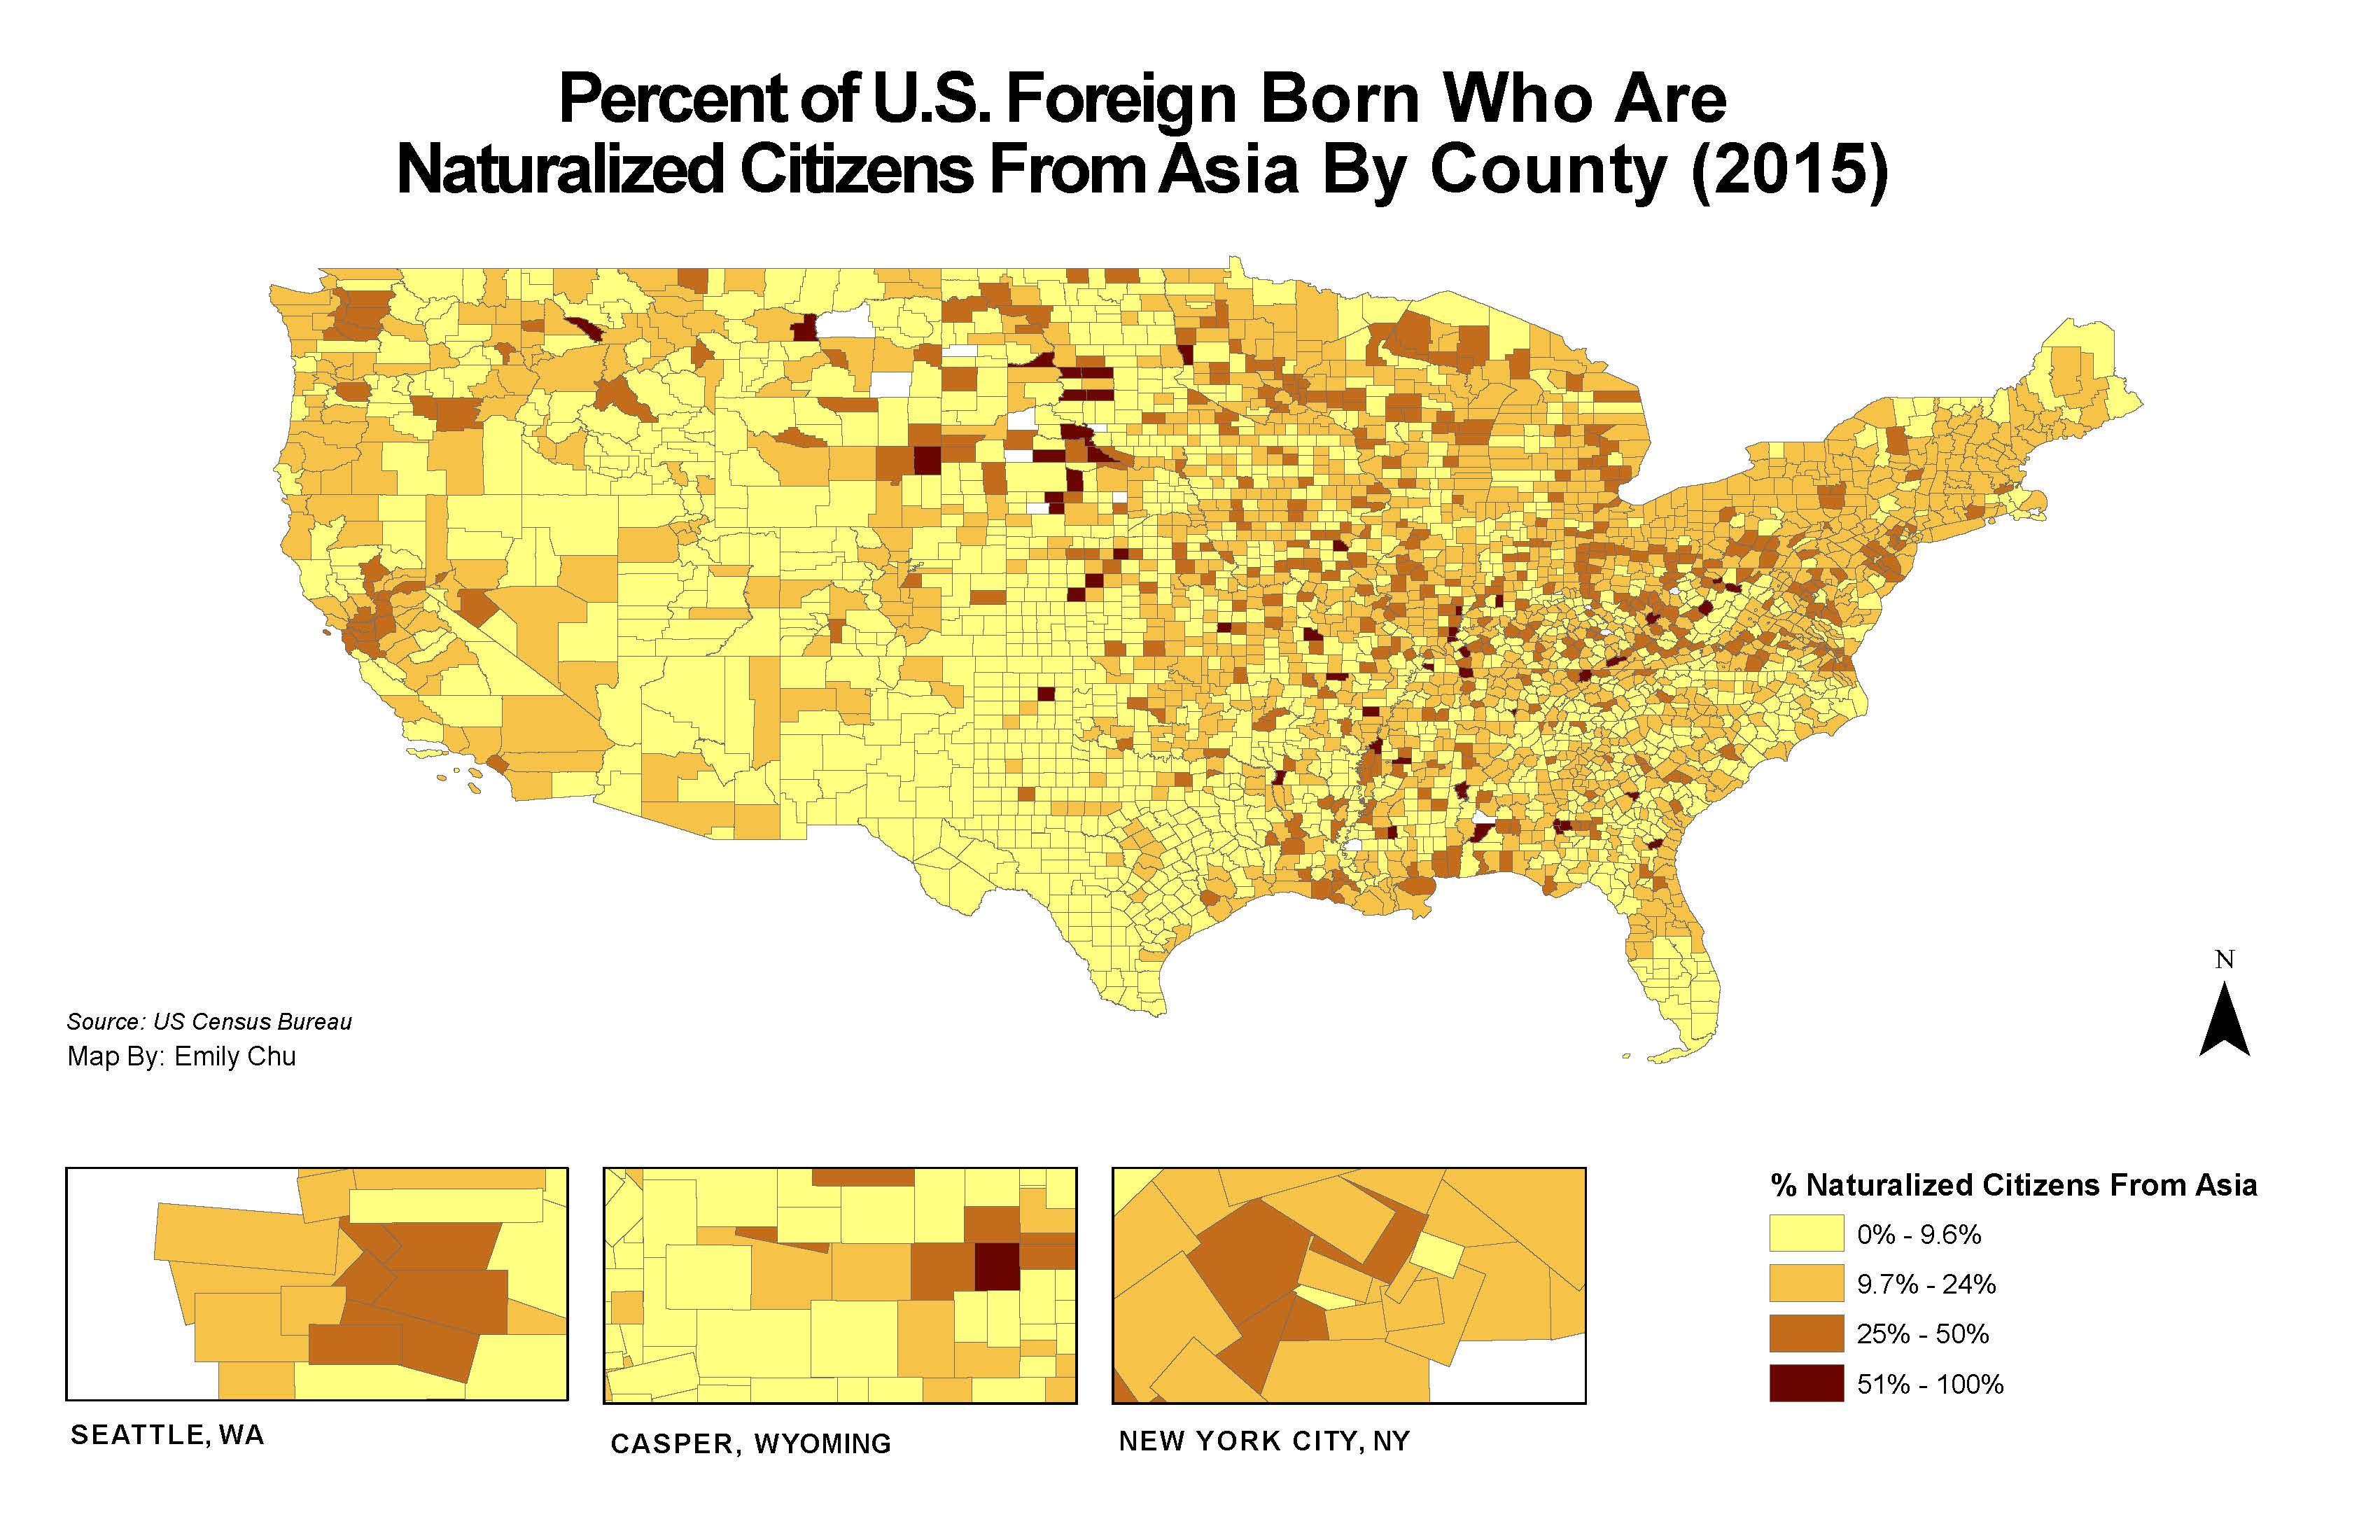 Percent of U.S. Foreign Born Who Are
Naturalized Citizens From Asia By County (2015)
N
Source: US Census Bureau
Map By: Emily Chu
SEATTLE, WA
CASPER, WYOMING
NEW YORK CITY, NY
% Naturalized Citizens From Asia
0% - 9.6%
9.7% - 24%
25% - 50%
51% - 100%